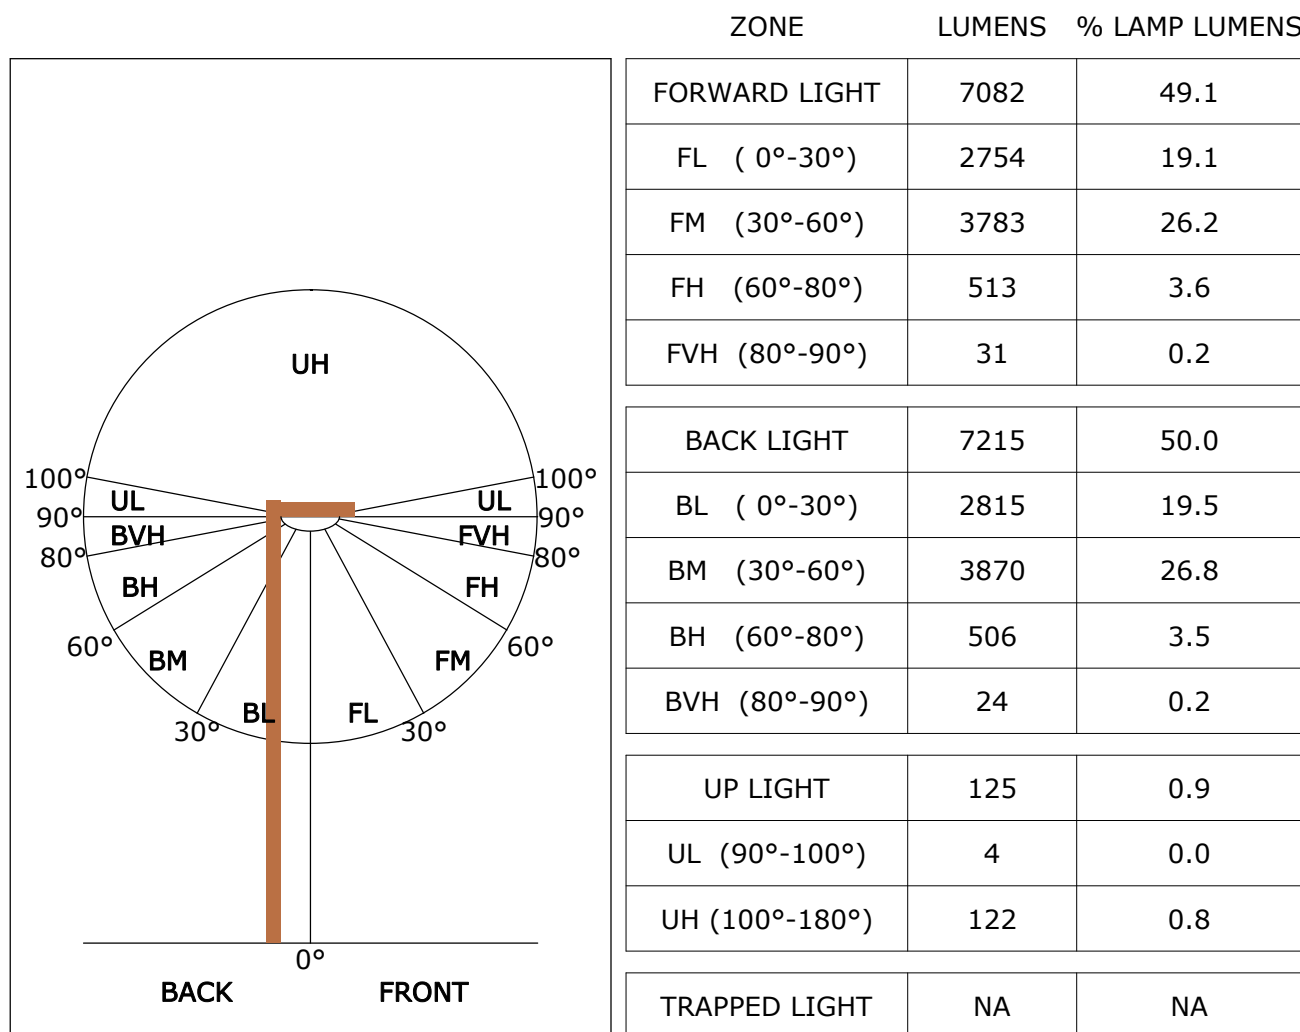 ZONE LUMENS % LAMP LUMENS
FORWARD LIGHT 7082 49.1
FL ( 0°-30°) 2754 19.1
FM (30°-60°) 3783 26.2
FH (60°-80°) 513 3.6
FVH (80°-90°) 31 0.2
BACK LIGHT 7215 50.0
BL ( 0°-30°) 2815 19.5
BM (30°-60°) 3870 26.8
BH (60°-80°) 506 3.5
BVH (80°-90°) 24 0.2
UP LIGHT 125 0.9
UL (90°-100°) 4 0.0
UH (100°-180°) 122 0.8
TRAPPED LIGHT NA NA
UH
100° 100°
UL UL
90° 90°
BVH FVH
80° 80°
BH FH
60° 60°
BM FM
BL FL
30° 30°
0°
BACK FRONT